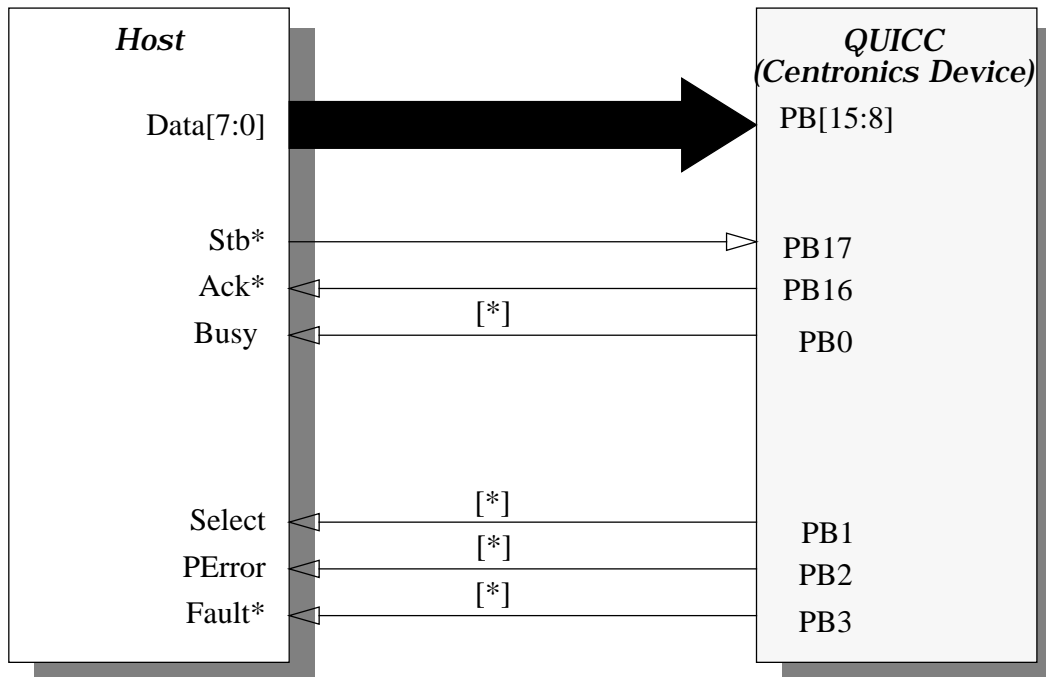 Host
QUICC
(Centronics Device)
Data[7:0]
PB[15:8]
Stb*
PB17
Ack*
PB16
[*]
Busy
PB0
[*]
Select
PB1
[*]
PError
PB2
[*]
Fault*
PB3